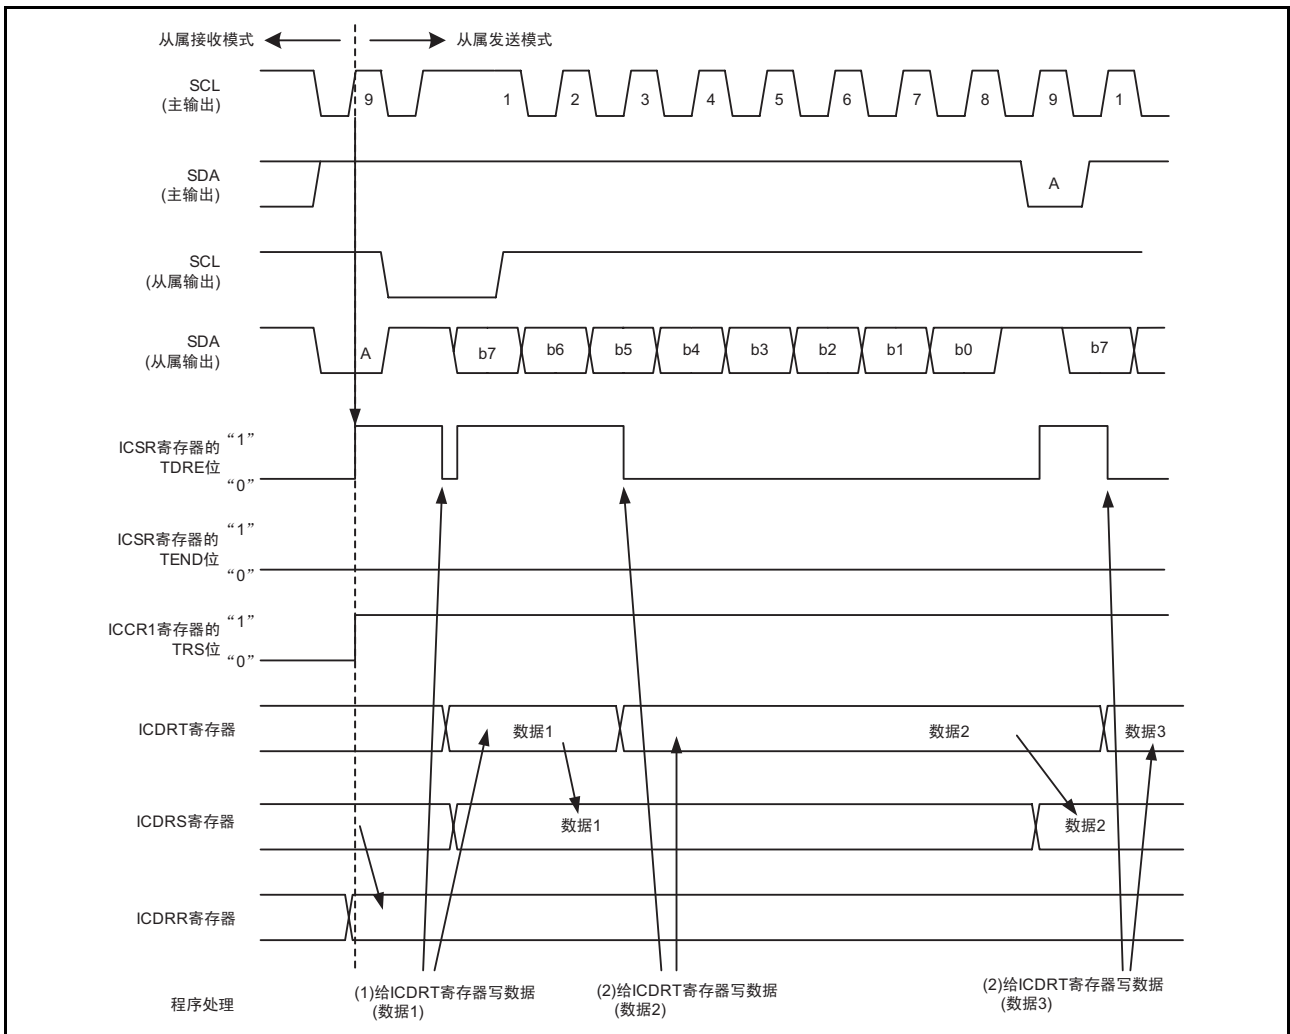 从属接收模式
从属发送模式
SCL
(主输出)
9
1
2
3
4
5
6
7
8
9
1
SDA
(主输出)
A
SCL
(从属输出)
SDA
(从属输出)
A
b7
b6
b5
b4
b3
b2
b1
b0
b7
ICSR寄存器的
TDRE位
“1”
“0”
ICSR寄存器的
TEND位
“1”
“0”
ICCR1寄存器的
TRS位
“1”
“0”
ICDRT寄存器
数据1
数据2
数据3
ICDRS寄存器
数据1
数据2
ICDRR寄存器
程序处理
(1)给ICDRT寄存器写数据
(数据1)
(2)给ICDRT寄存器写数据
(数据2)
(2)给ICDRT寄存器写数据
(数据3)